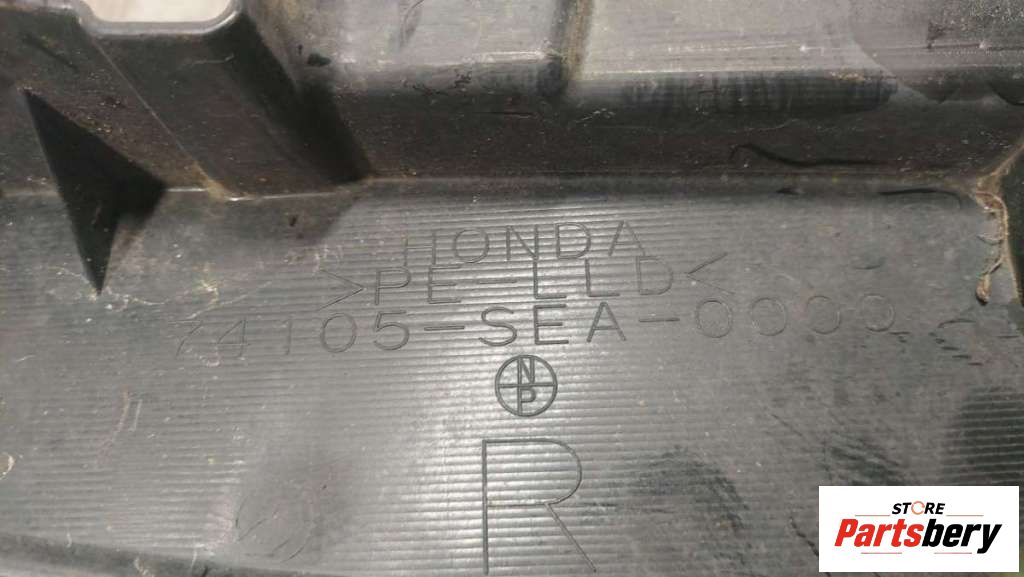 HONDA
>PE-LLD<
74105-SEA-0000
N
P
R
STORE
Partsbery